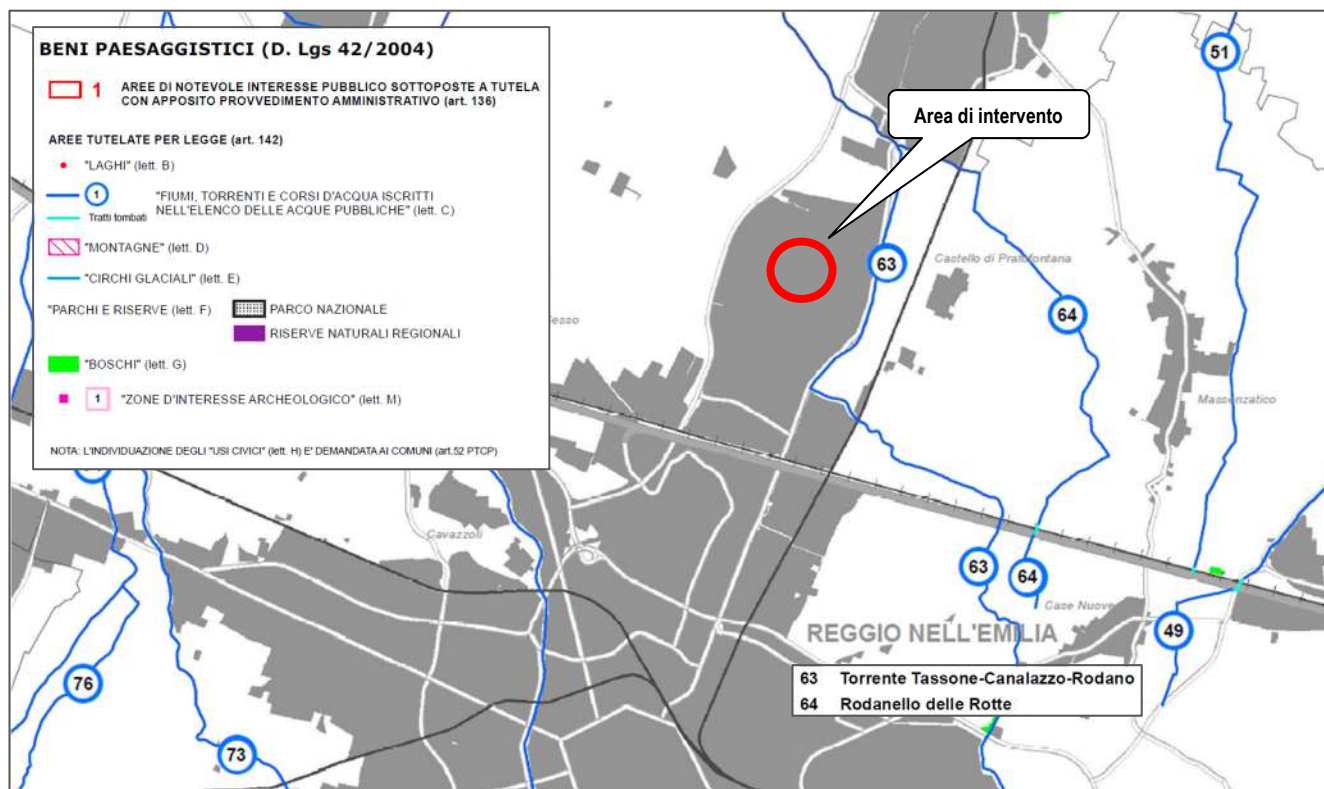 BENI PAESAGGISTICI (D. Lgs 42/2004)
1 AREE DI NOTEVOLE INTERESSE PUBBLICO SOTTOPOSTE A TUTELA
CON APPOSITO PROVVEDIMENTO AMMINISTRATIVO (art. 136)
AREE TUTELATE PER LEGGE (art. 142)
"LAGHI" (lett. B)
1 "FIUMI, TORRENTI E CORSI D'ACQUA ISCRITTI
NELL'ELENCO DELLE ACQUE PUBBLICHE" (lett. C)
Tratti tombati
"MONTAGNE" (lett. D)
"CIRCHI GLACIALI" (lett. E)
"PARCHI E RISERVE (lett. F) PARCO NAZIONALE
RISERVE NATURALI REGIONALI
"BOSCHI" (lett. G)
1 "ZONE D'INTERESSE ARCHEOLOGICO" (lett. M)
NOTA: L'INDIVIDUAZIONE DEGLI "USI CIVICI" (lett. H) E' DEMANDATA AI COMUNI (art.52 PTCP)
51
Area di intervento
63
Castello di Pratofontana
64
Massenzatico
Cavazzoli
63
64
Case Nuove
49
REGGIO NELL'EMILIA
63 Torrente Tassone-Canalazzo-Rodano
64 Rodanello delle Rotte
76
73